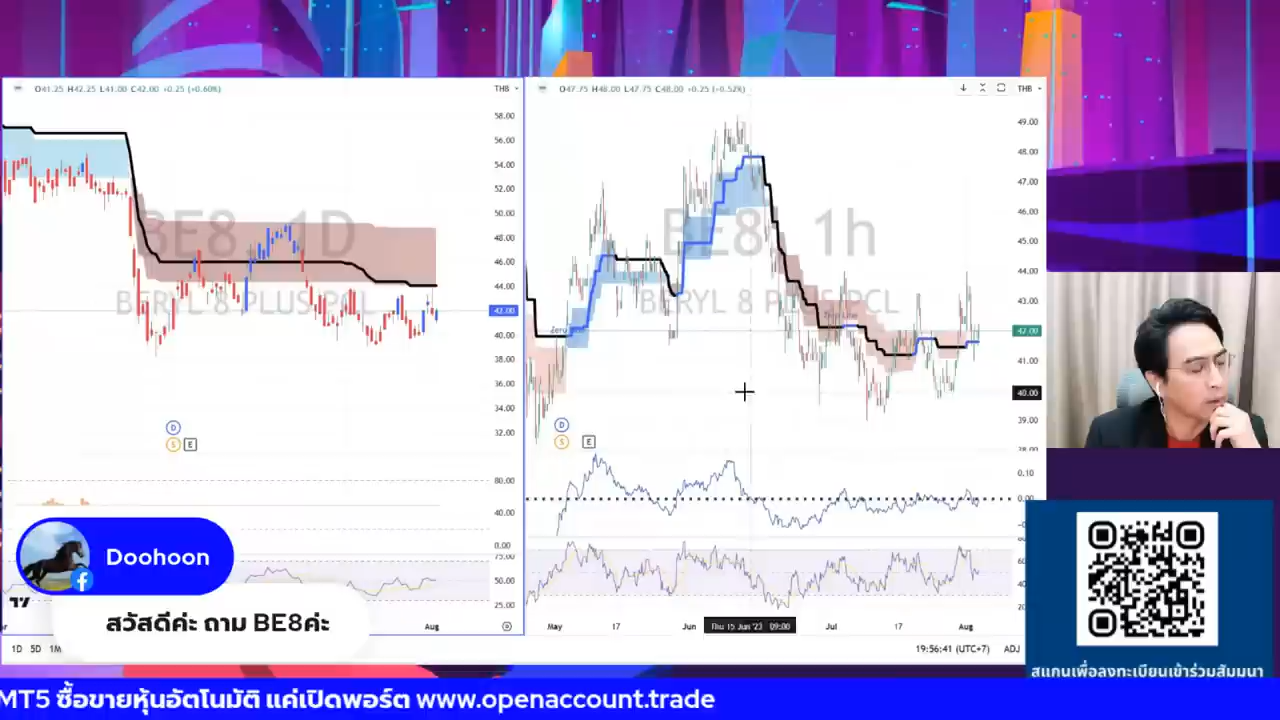 O41.25 H42.25 L41.00 C42.00 +0.25 (+0.60%)
THB
58.00
56.00
54.00
52.00
50.00
48.00
46.00
44.00
42.00
40.00
38.00
36.00
34.00
32.00
80.00
40.00
0.00
75.00
50.00
25.00
BE8, 1D
BERYL 8 PLUS PCL
D
S E
Aug
1D 5D 1M
O47.75 H48.00 L47.75 C48.00 +0.25 (+0.52%)
THB
49.00
48.00
47.00
46.00
45.00
44.00
43.00
42.00
41.00
40.00
39.00
38.00
0.10
0.00
BE8, 1h
BERYL 8 PLUS PCL
Zero Line
Zero Line
D
S E
May 17 Jun Thu 15 Jun '23 09:00 Jul 17 Aug
19:56:41 (UTC+7) ADJ
Doohoon
สวัสดีค่ะ ถาม BE8ค่ะ
สแกนเพื่อลงทะเบียนเข้าร่วมสัมมนา
MT5 ซื้อขายหุ้นอัตโนมัติ แค่เปิดพอร์ต www.openaccount.trade